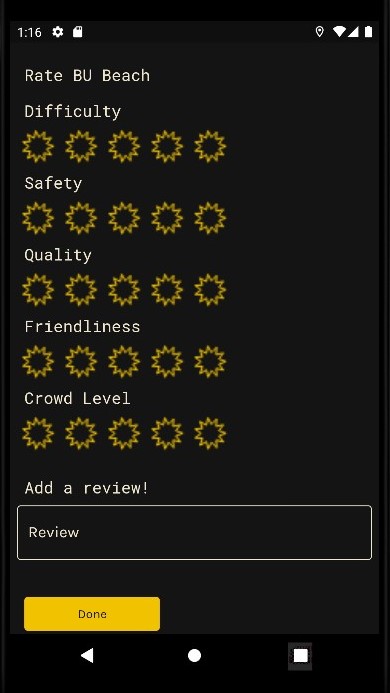 1:16
Rate BU Beach
Difficulty
Safety
Quality
Friendliness
Crowd Level
Add a review!
Review
Done